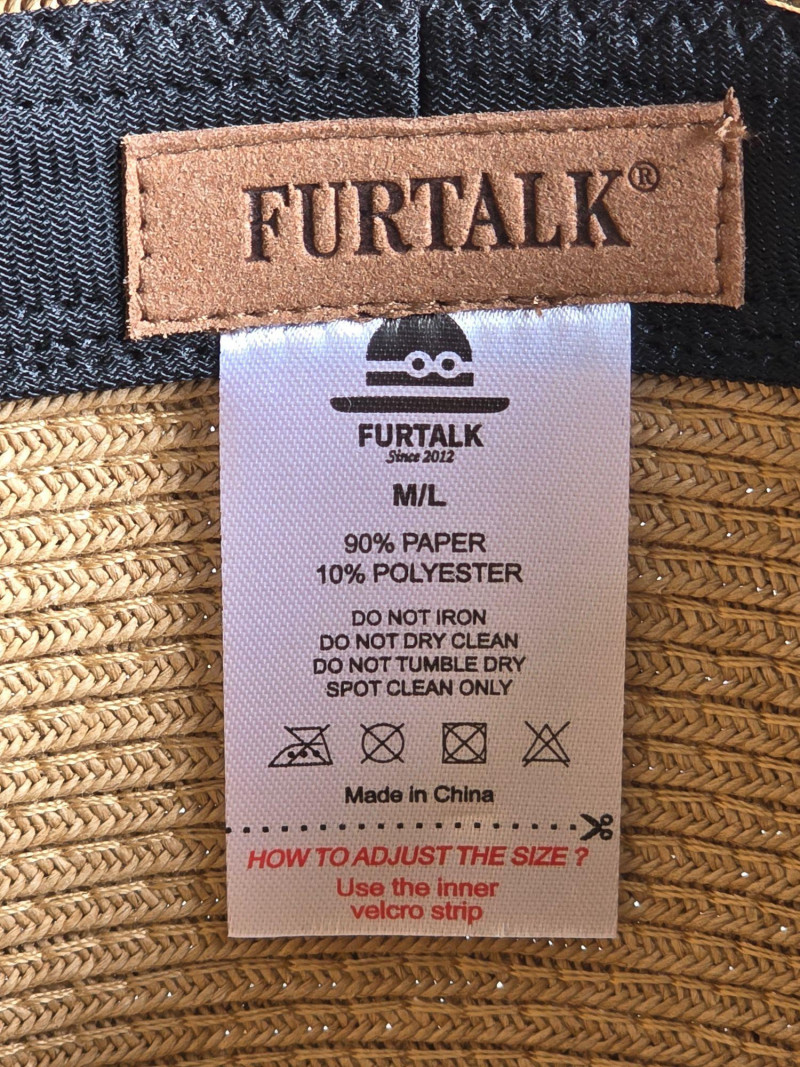 FURTALK®
FURTALK
Since 2012
M/L
90% PAPER
10% POLYESTER
DO NOT IRON
DO NOT DRY CLEAN
DO NOT TUMBLE DRY
SPOT CLEAN ONLY
Made in China
HOW TO ADJUST THE SIZE ?
Use the inner
velcro strip